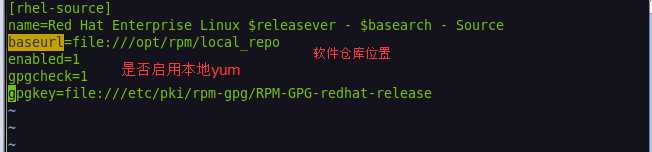 [rhel-source]
name=Red Hat Enterprise Linux $releasever - $basearch - Source
baseurl=file:///opt/rpm/local_repo
软件仓库位置
enabled=1
是否启用本地yum
gpgcheck=1
gpgkey=file:///etc/pki/rpm-gpg/RPM-GPG-redhat-release
~
~
~